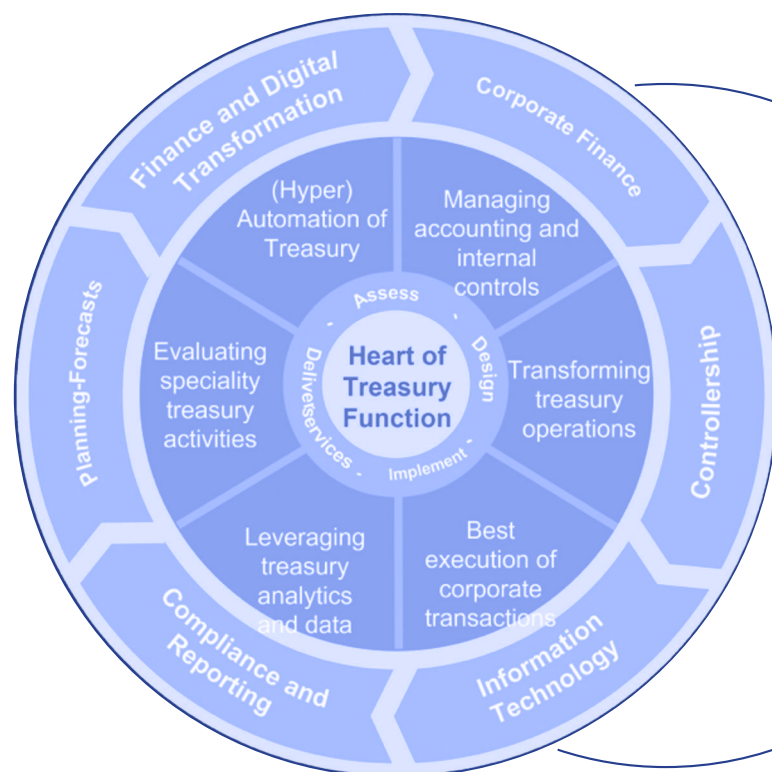 Finance and Digital
Transformation
Corporate Finance
Controllership
Information
Technology
Compliance and
Reporting
Planning-Forecasts
(Hyper)
Automation of
Treasury
Managing
accounting and
internal
controls
Transforming
treasury
operations
Best
execution of
corporate
transactions
Leveraging
treasury
analytics
and data
Evaluating
speciality
treasury
activities
- Assess -
Design
- Implement -
Deliver services
Heart of
Treasury
Function